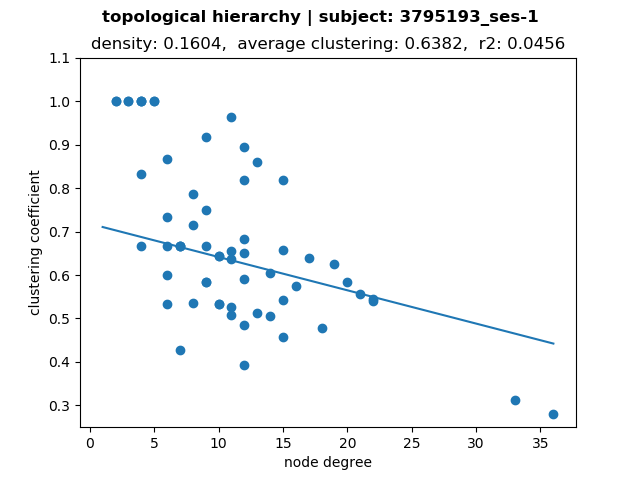 topological hierarchy | subject: 3795193_ses-1
density: 0.1604,  average clustering: 0.6382,  r2: 0.0456
1.1
1.0
0.9
0.8
0.7
0.6
0.5
0.4
0.3
clustering coefficient
0 5 10 15 20 25 30 35
node degree